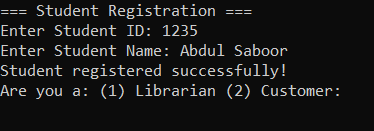 === Student Registration ===
Enter Student ID: 1235
Enter Student Name: Abdul Saboor
Student registered successfully!
Are you a: (1) Librarian (2) Customer: